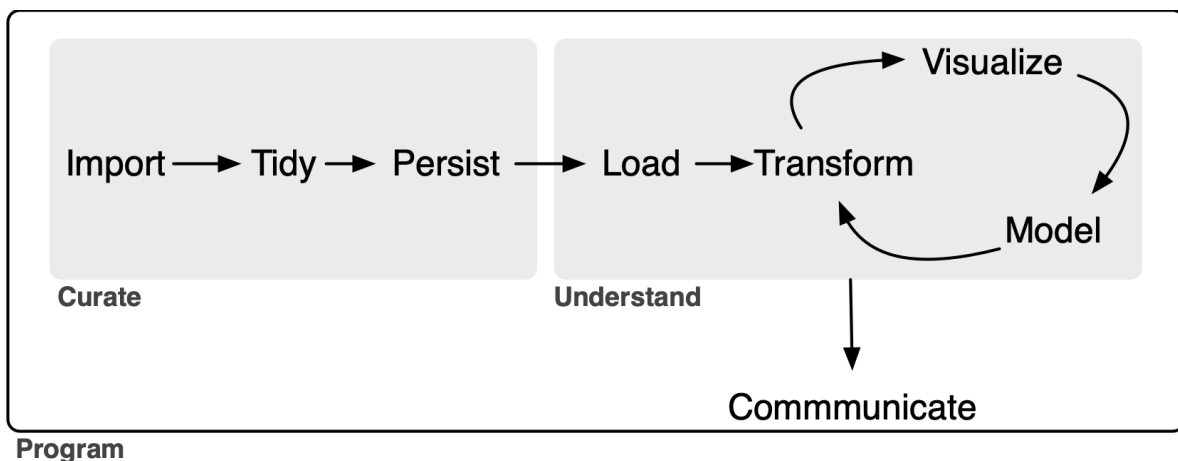 Visualize
Import Tidy Persist Load Transform
Model
Curate Understand
Commmunicate
Program